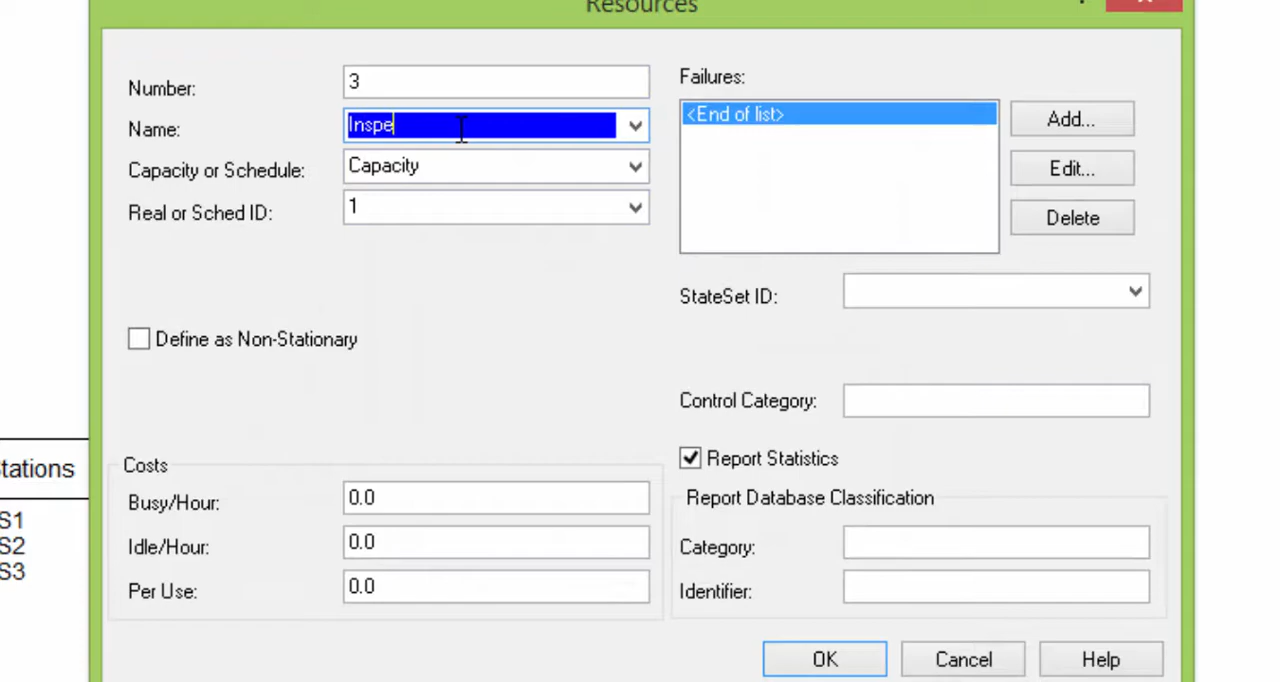 Resources
Number:
3
Name:
Inspe
Capacity or Schedule:
Capacity
Real or Sched ID:
1
Define as Non-Stationary
Failures:
<End of list>
Add...
Edit...
Delete
StateSet ID:
Control Category:
Report Statistics
Report Database Classification
Category:
Identifier:
Costs
Busy/Hour:
0.0
Idle/Hour:
0.0
Per Use:
0.0
OK
Cancel
Help
tations
S1
S2
S3